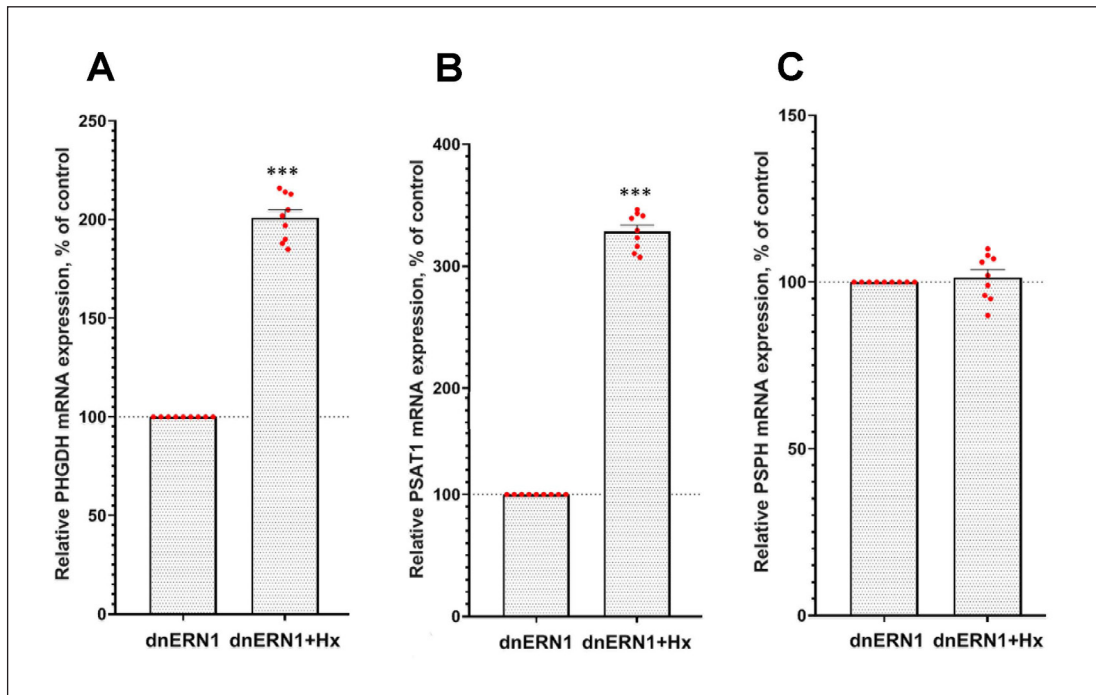 A
B
C
Relative PHGDH mRNA expression, % of control
250
200
150
100
50
0
***
dnERN1
dnERN1+Hx
Relative PSAT1 mRNA expression, % of control
400
300
200
100
0
***
dnERN1
dnERN1+Hx
Relative PSPH mRNA expression, % of control
150
100
50
0
dnERN1
dnERN1+Hx